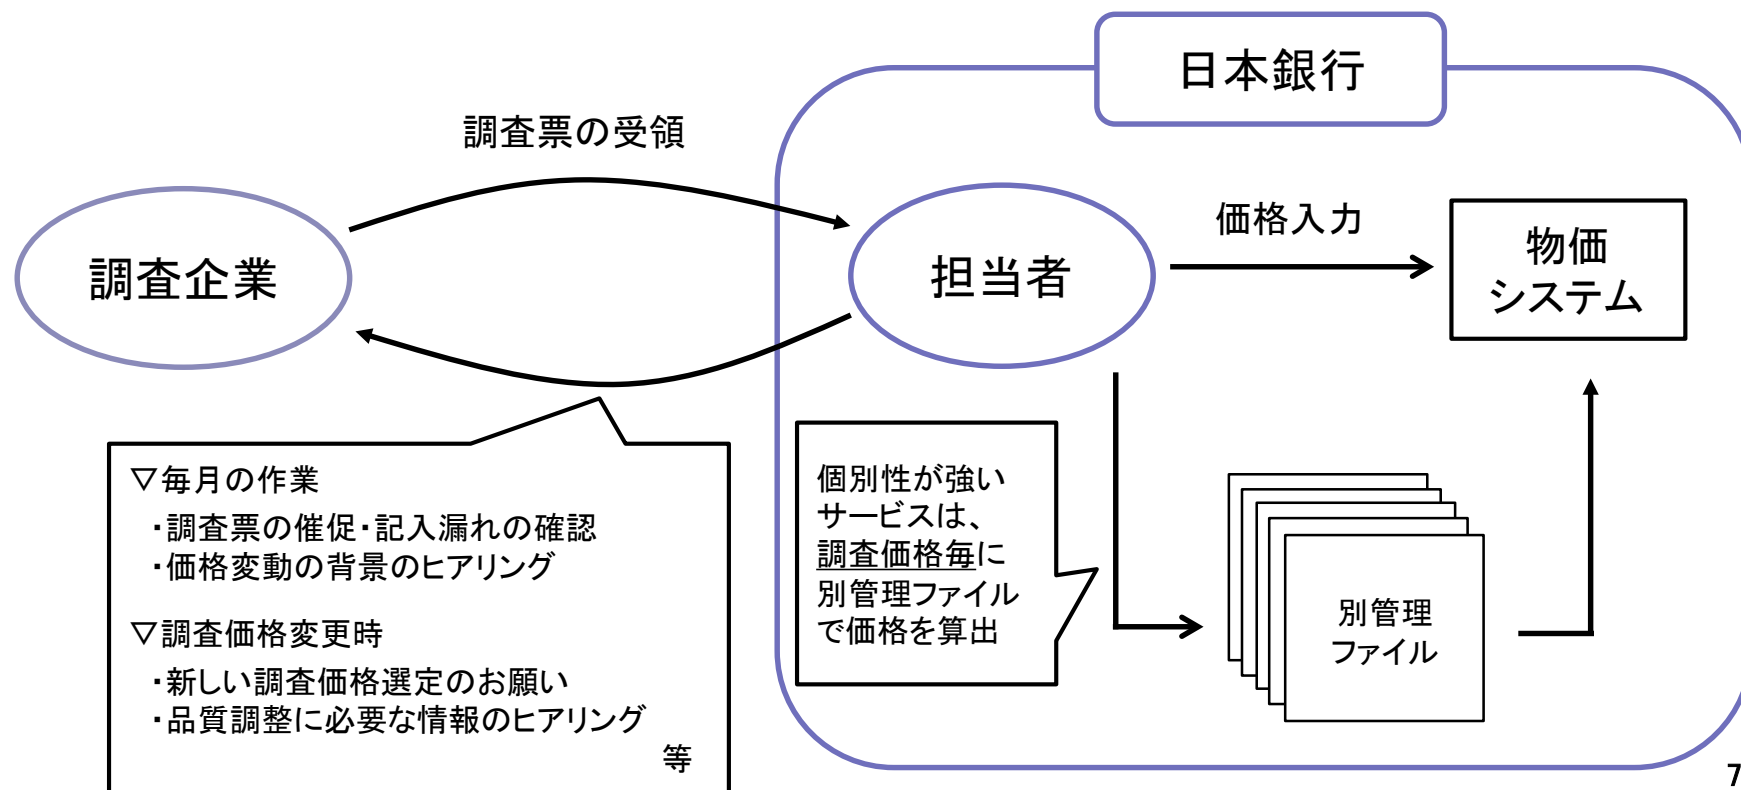 日本銀行
調査票の受領
調査企業
担当者
価格入力
物価
システム
▽毎月の作業
・調査票の催促・記入漏れの確認
・価格変動の背景のヒアリング
▽調査価格変更時
・新しい調査価格選定のお願い
・品質調整に必要な情報のヒアリング
等
個別性が強い
サービスは、
調査価格毎に
別管理ファイル
で価格を算出
別管理
ファイル
7